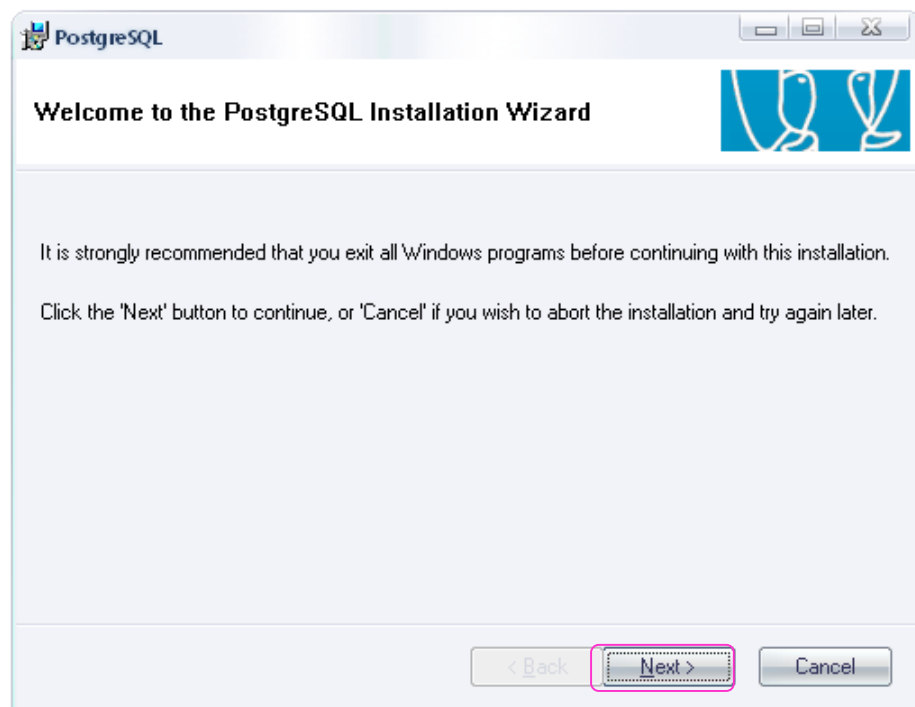 PostgreSQL
Welcome to the PostgreSQL Installation Wizard
It is strongly recommended that you exit all Windows programs before continuing with this installation.
Click the 'Next' button to continue, or 'Cancel' if you wish to abort the installation and try again later.
< Back Next > Cancel